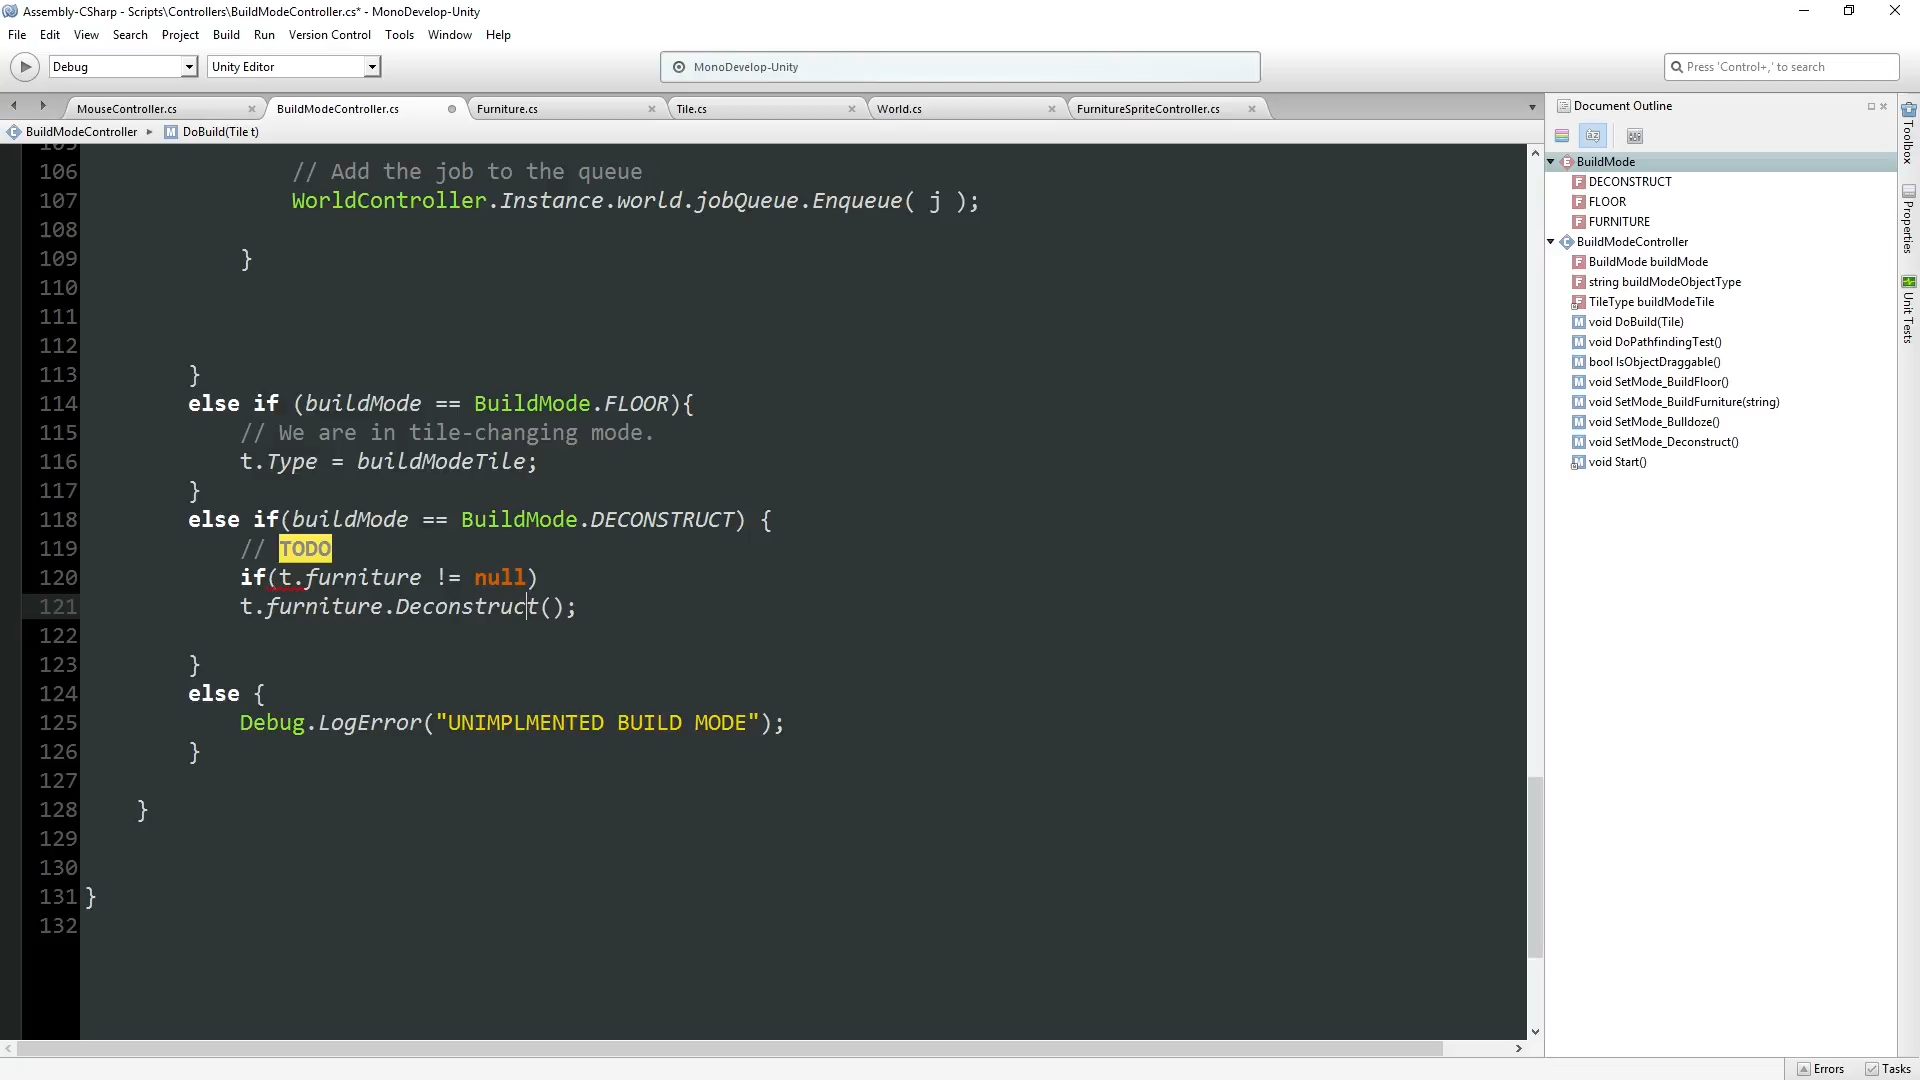 Assembly-CSharp - Scripts\Controllers\BuildModeController.cs* - MonoDevelop-Unity
File Edit View Search Project Build Run Version Control Tools Window Help
Debug Unity Editor MonoDevelop-Unity Press 'Control+,' to search
MouseController.cs BuildModeController.cs Furniture.cs Tile.cs World.cs FurnitureSpriteController.cs
BuildModeController DoBuild(Tile t)
105
106 // Add the job to the queue
107 WorldController.Instance.world.jobQueue.Enqueue( j );
108
109 }
110
111
112
113 }
114 else if (buildMode == BuildMode.FLOOR){
115 // We are in tile-changing mode.
116 t.Type = buildModeTile;
117 }
118 else if(buildMode == BuildMode.DECONSTRUCT) {
119 // TODO
120 if(t.furniture != null)
121 t.furniture.Deconstruct();
122
123 }
124 else {
125 Debug.LogError("UNIMPLMENTED BUILD MODE");
126 }
127
128 }
129
130
131 }
132
Document Outline
BuildMode
DECONSTRUCT
FLOOR
FURNITURE
BuildModeController
BuildMode buildMode
string buildModeObjectType
TileType buildModeTile
void DoBuild(Tile)
void DoPathfindingTest()
bool IsObjectDraggable()
void SetMode_BuildFloor()
void SetMode_BuildFurniture(string)
void SetMode_Bulldoze()
void SetMode_Deconstruct()
void Start()
Toolbox
Properties
Unit Tests
Errors Tasks